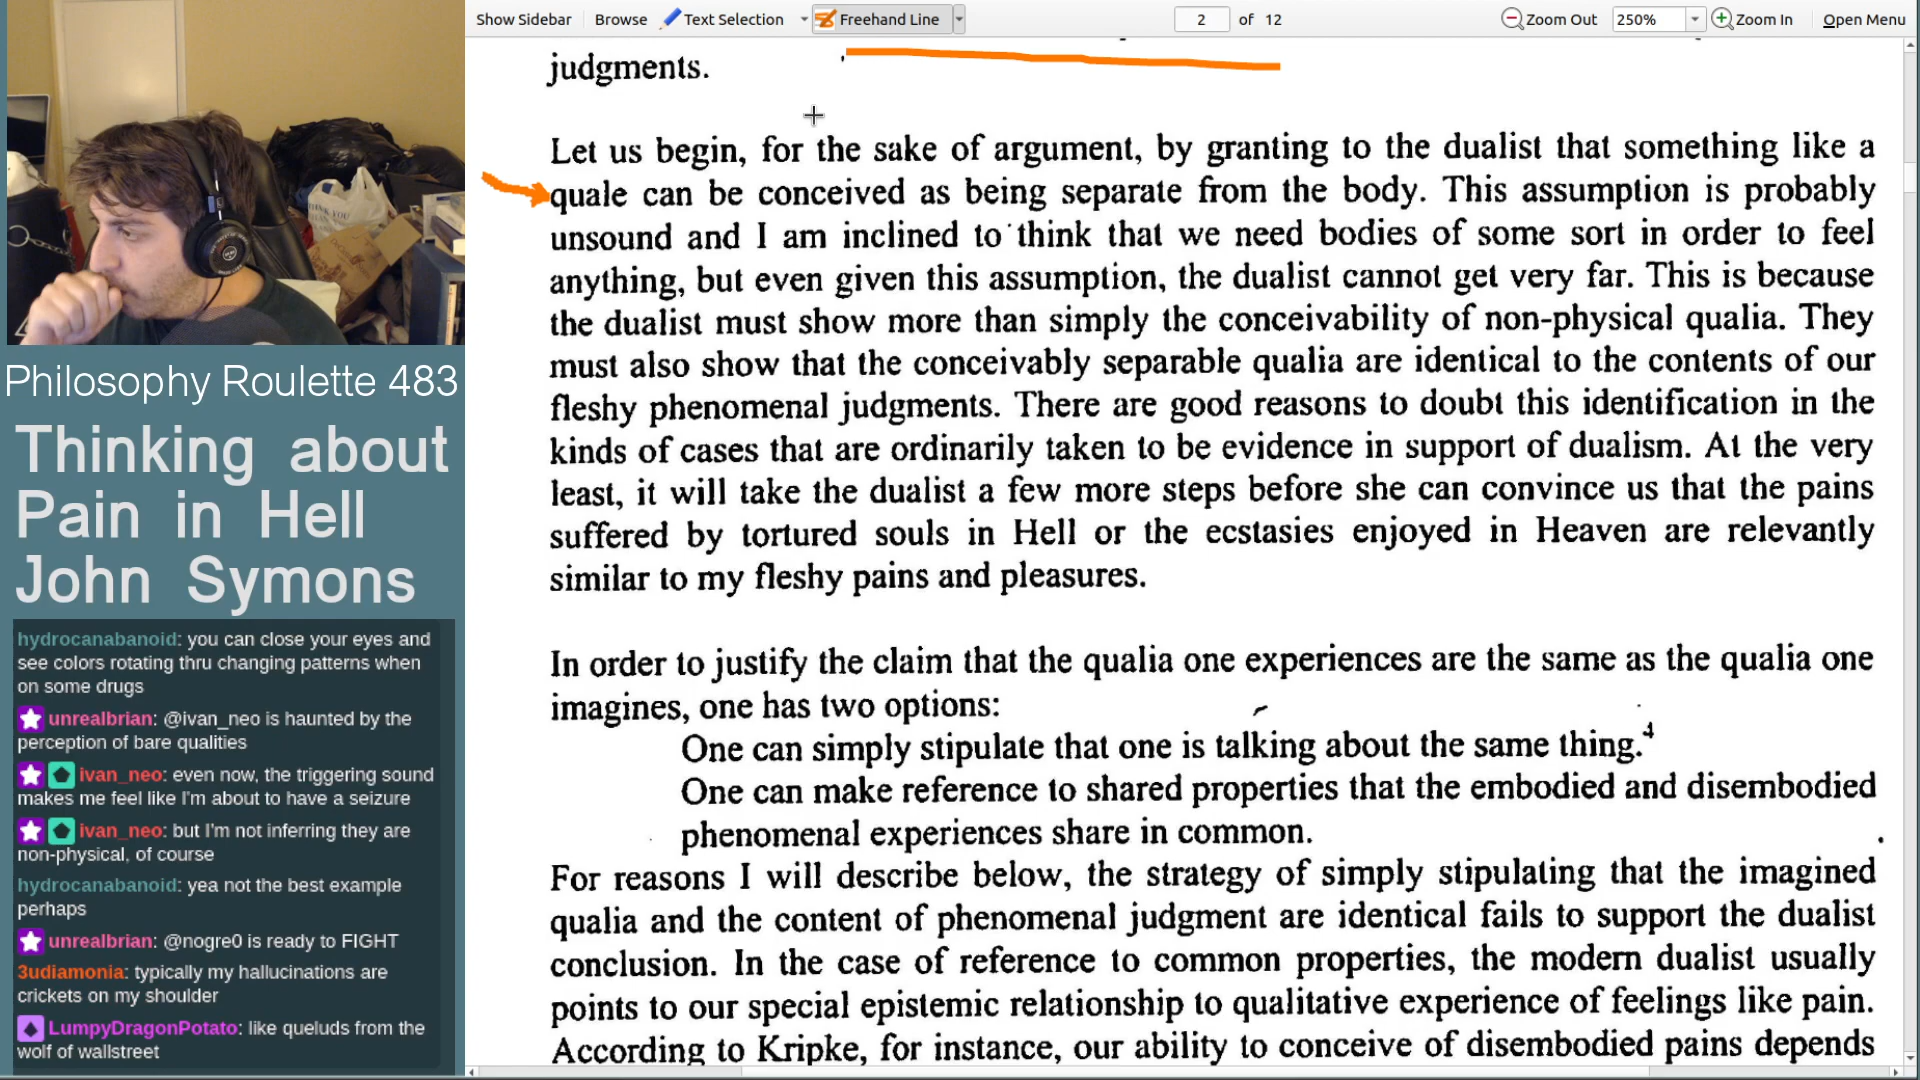 Show Sidebar Browse Text Selection Freehand Line 2 of 12 Zoom Out 250% Zoom In Open Menu
judgments.
Let us begin, for the sake of argument, by granting to the dualist that something like a
quale can be conceived as being separate from the body. This assumption is probably
unsound and I am inclined to think that we need bodies of some sort in order to feel
anything, but even given this assumption, the dualist cannot get very far. This is because
the dualist must show more than simply the conceivability of non-physical qualia. They
must also show that the conceivably separable qualia are identical to the contents of our
fleshy phenomenal judgments. There are good reasons to doubt this identification in the
kinds of cases that are ordinarily taken to be evidence in support of dualism. At the very
least, it will take the dualist a few more steps before she can convince us that the pains
suffered by tortured souls in Hell or the ecstasies enjoyed in Heaven are relevantly
similar to my fleshy pains and pleasures.
In order to justify the claim that the qualia one experiences are the same as the qualia one
imagines, one has two options:
One can simply stipulate that one is talking about the same thing.4
One can make reference to shared properties that the embodied and disembodied
phenomenal experiences share in common.
For reasons I will describe below, the strategy of simply stipulating that the imagined
qualia and the content of phenomenal judgment are identical fails to support the dualist
conclusion. In the case of reference to common properties, the modern dualist usually
points to our special epistemic relationship to qualitative experience of feelings like pain.
According to Kripke, for instance, our ability to conceive of disembodied pains depends
Philosophy Roulette 483
Thinking about
Pain in Hell
John Symons
hydrocanabanoid: you can close your eyes and
see colors rotating thru changing patterns when
on some drugs
unrealbrian: @ivan_neo is haunted by the
perception of bare qualities
ivan_neo: even now, the triggering sound
makes me feel like I'm about to have a seizure
ivan_neo: but I'm not inferring they are
non-physical, of course
hydrocanabanoid: yea not the best example
perhaps
unrealbrian: @nogre0 is ready to FIGHT
3udiamonia: typically my hallucinations are
crickets on my shoulder
LumpyDragonPotato: like queluds from the
wolf of wallstreet